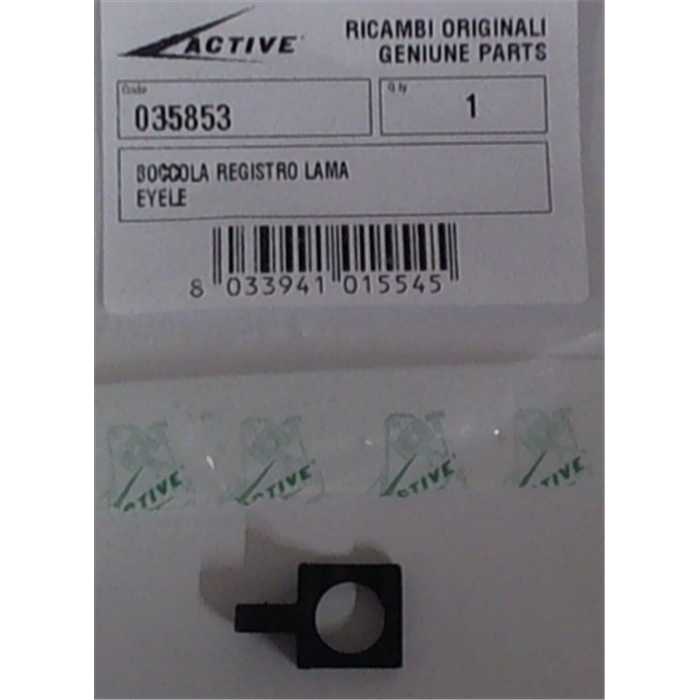 ACTIVE
RICAMBI ORIGINALI
GENIUNE PARTS
Code
035853
Q.ty
1
BOCCOLA REGISTRO LAMA
EYELE
8 033941 015545
ACTIVE ACTIVE ACTIVE ACTIVE